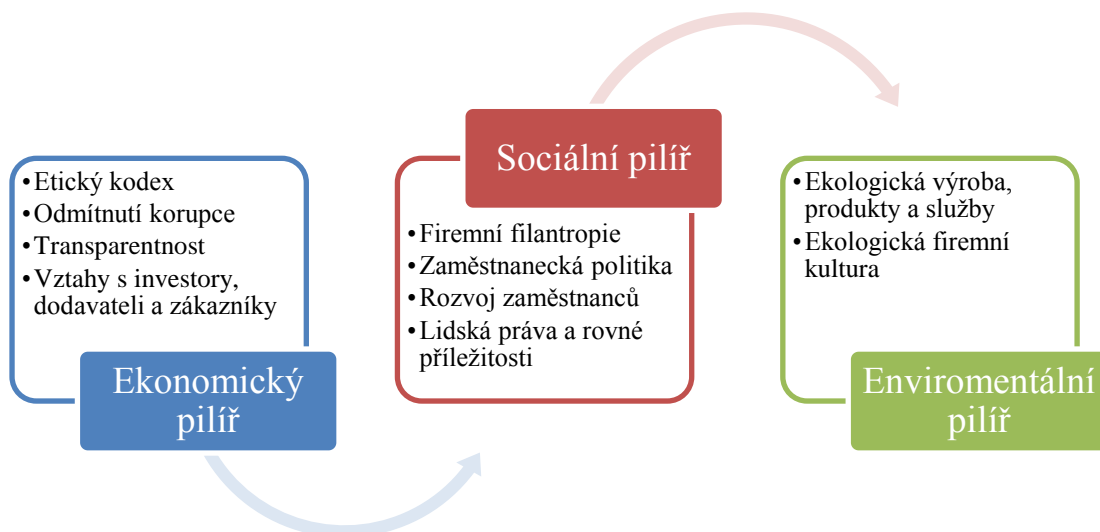 • Etický kodex
• Odmítnutí korupce
• Transparentnost
• Vztahy s investory,
dodavateli a zákazníky
Ekonomický
pilíř
Sociální pilíř
• Firemní filantropie
• Zaměstnanecká politika
• Rozvoj zaměstnanců
• Lidská práva a rovné
příležitosti
• Ekologická výroba,
produkty a služby
• Ekologická firemní
kultura
Enviromentální
pilíř